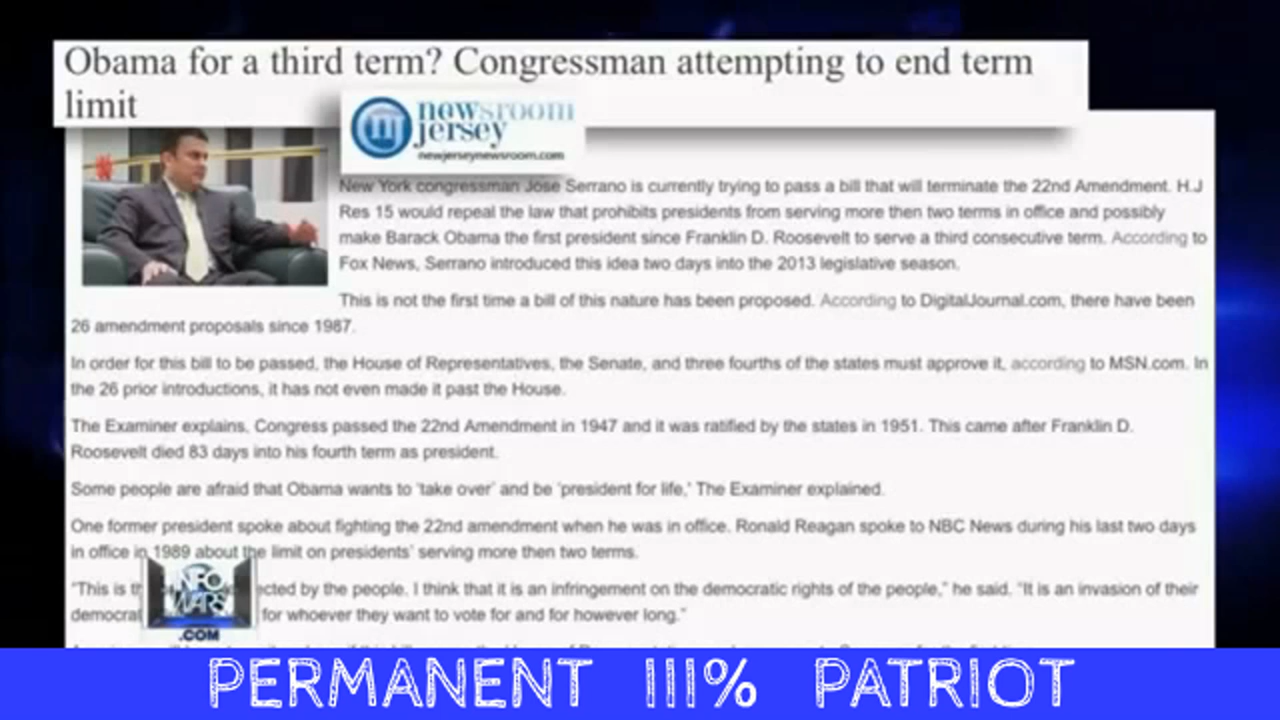 Obama for a third term? Congressman attempting to end term
limit
newsroom
jersey
newjerseynewsroom.com
New York congressman Jose Serrano is currently trying to pass a bill that will terminate the 22nd Amendment. H.J
Res 15 would repeal the law that prohibits presidents from serving more then two terms in office and possibly
make Barack Obama the first president since Franklin D. Roosevelt to serve a third consecutive term. According to
Fox News, Serrano introduced this idea two days into the 2013 legislative season.
This is not the first time a bill of this nature has been proposed. According to DigitalJournal.com, there have been
26 amendment proposals since 1987.
In order for this bill to be passed, the House of Representatives, the Senate, and three fourths of the states must approve it, according to MSN.com. In
the 26 prior introductions, it has not even made it past the House.
The Examiner explains, Congress passed the 22nd Amendment in 1947 and it was ratified by the states in 1951. This came after Franklin D.
Roosevelt died 83 days into his fourth term as president.
Some people are afraid that Obama wants to 'take over' and be 'president for life,' The Examiner explained.
One former president spoke about fighting the 22nd amendment when he was in office. Ronald Reagan spoke to NBC News during his last two days
in office in 1989 about the limit on presidents' serving more then two terms.
"This is ected by the people. I think that it is an infringement on the democratic rights of the people," he said. "It is an invasion of their
democrat for whoever they want to vote for and for however long."
INFO
WARS
.COM
PERMANENT III% PATRIOT